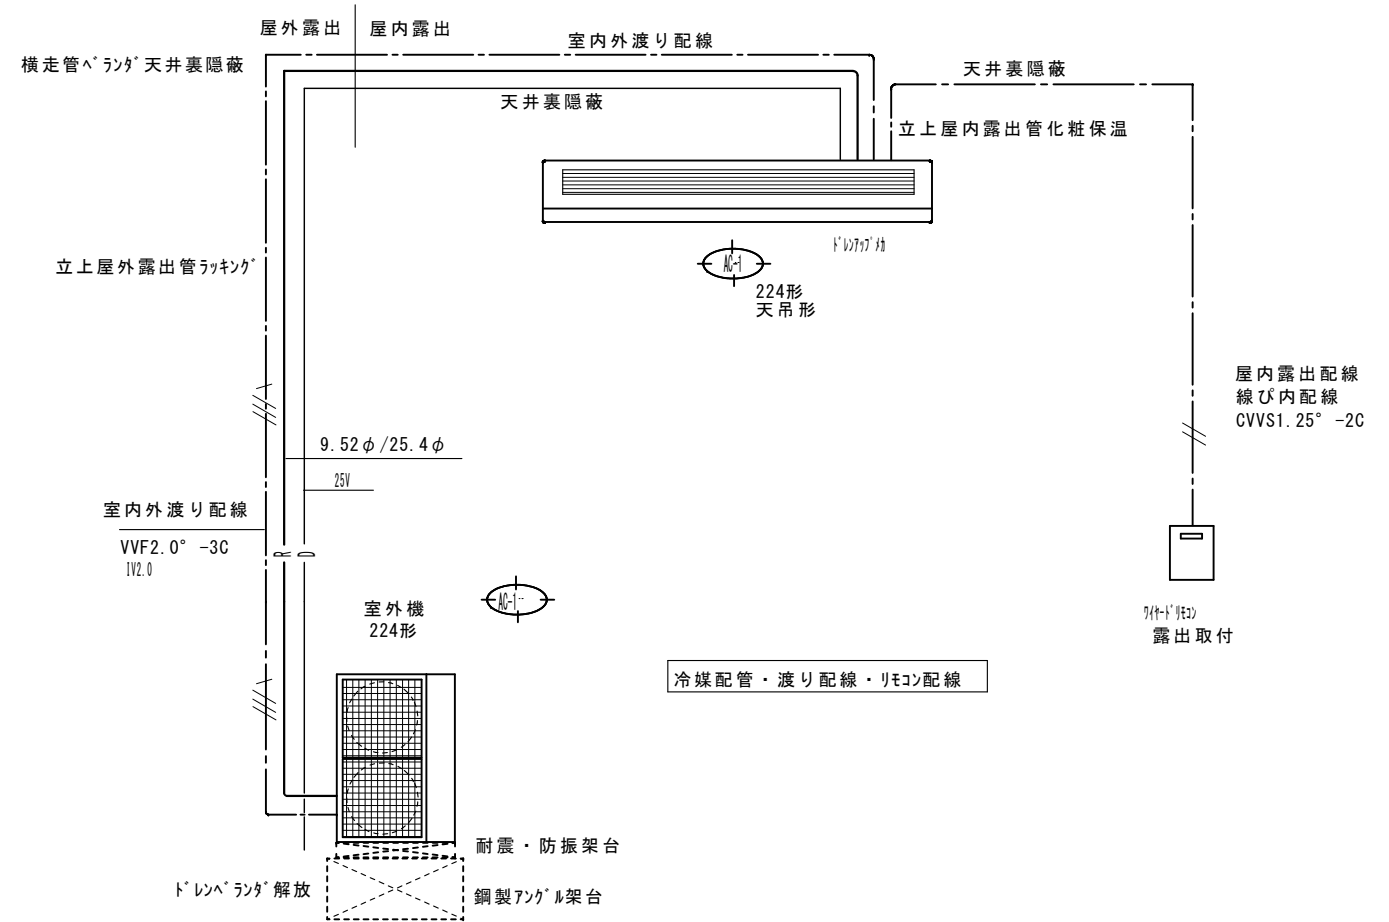 屋外露出
屋内露出
室内外渡り配線
横走管ﾍﾞﾗﾝﾀﾞ天井裏隠蔽
天井裏隠蔽
天井裏隠蔽
立上屋内露出管化粧保温
ﾄﾞﾚﾝｱｯﾌﾟﾒｶ
AC-1
224形
天吊形
立上屋外露出管ﾗｯｷﾝｸﾞ
屋内露出配線
線ぴ内配線
CVVS1.25° -2C
9.52φ/25.4φ
25V
室内外渡り配線
VVF2.0° -3C
IV2.0
R
D
AC-1
室外機
224形
ﾜｲﾔｰﾄﾞﾘﾓｺﾝ
露出取付
冷媒配管・渡り配線・ﾘﾓｺﾝ配線
耐震・防振架台
ﾄﾞﾚﾝﾍﾞﾗﾝﾀﾞ解放
鋼製ｱﾝｸﾞﾙ架台